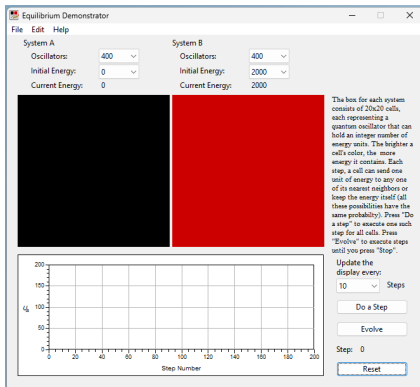 Equilibrium Demonstrator
File Edit Help
System A
System B
Oscillators: 400
Oscillators: 400
Initial Energy: 0
Initial Energy: 2000
Current Energy: 0
Current Energy: 2000
The box for each system
consists of 20x20 cells,
each representing a
quantum oscillator that can
hold an integer number of
energy units. The brighter a
cell's color, the more
energy it contains. Each
step, a cell can send one
unit of energy to any one
of its nearest neighbors or
keep the energy itself (all
these possibilities have the
same probabilty). Press "Do
a step" to execute one such
step for all cells. Press
"Evolve" to execute steps
until you press "Stop".
Update the
display every:
10 Steps
Do a Step
Evolve
Step: 0
Reset
200
150
100
50
0
0 20 40 60 80 100 120 140 160 180 200
Step Number